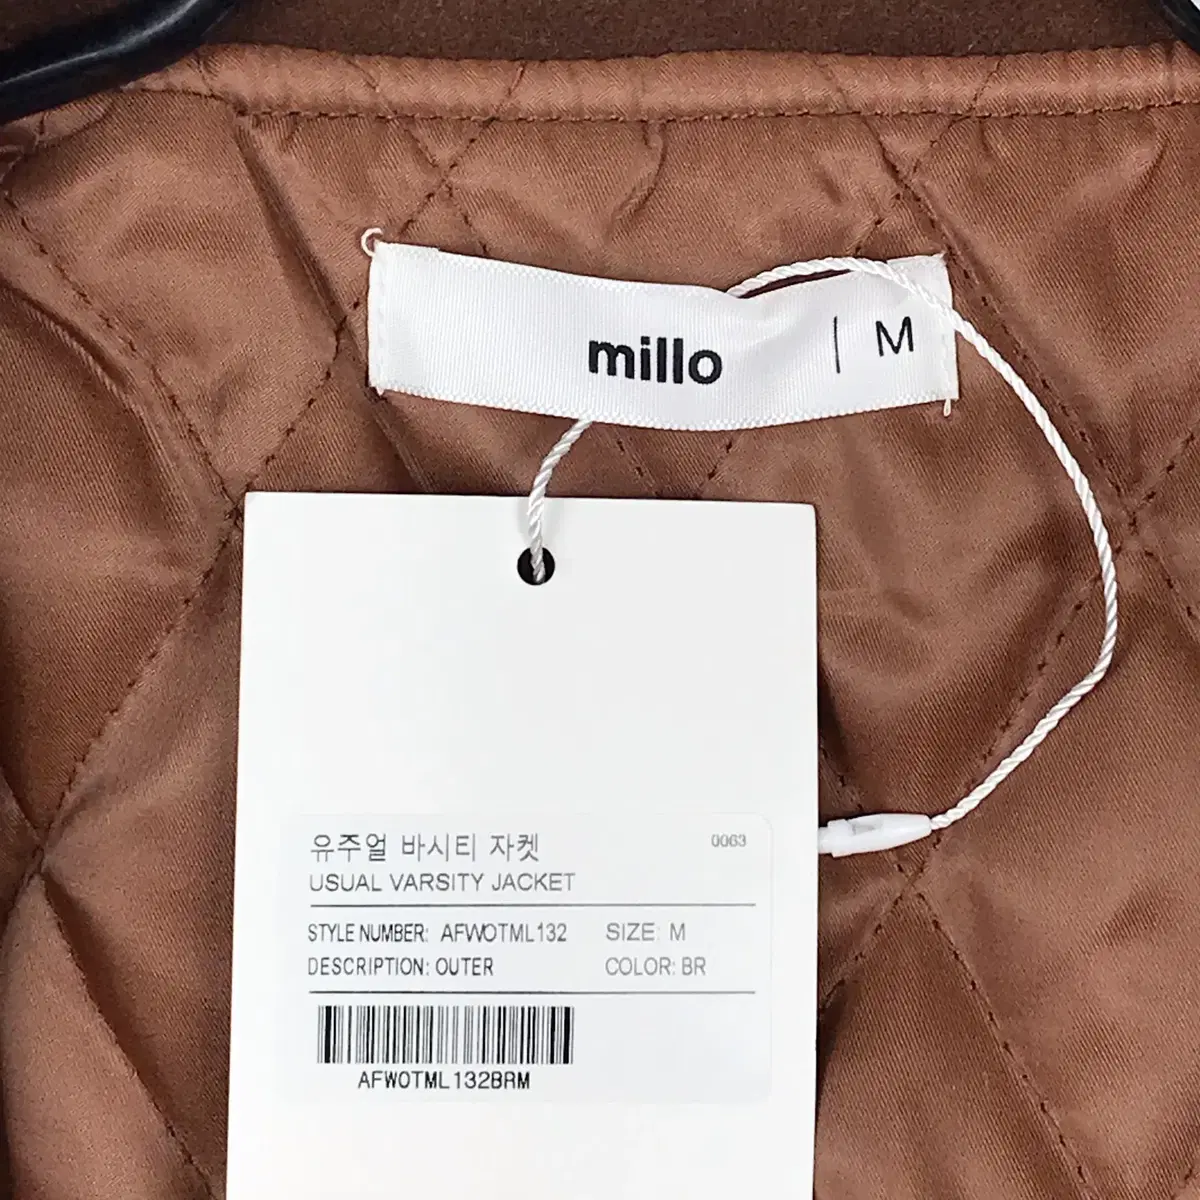 millo | M
유주얼 바시티 자켓 0063
USUAL VARSITY JACKET
STYLE NUMBER: AFWOTML132 SIZE: M
DESCRIPTION: OUTER COLOR: BR
AFWOTML132BRM